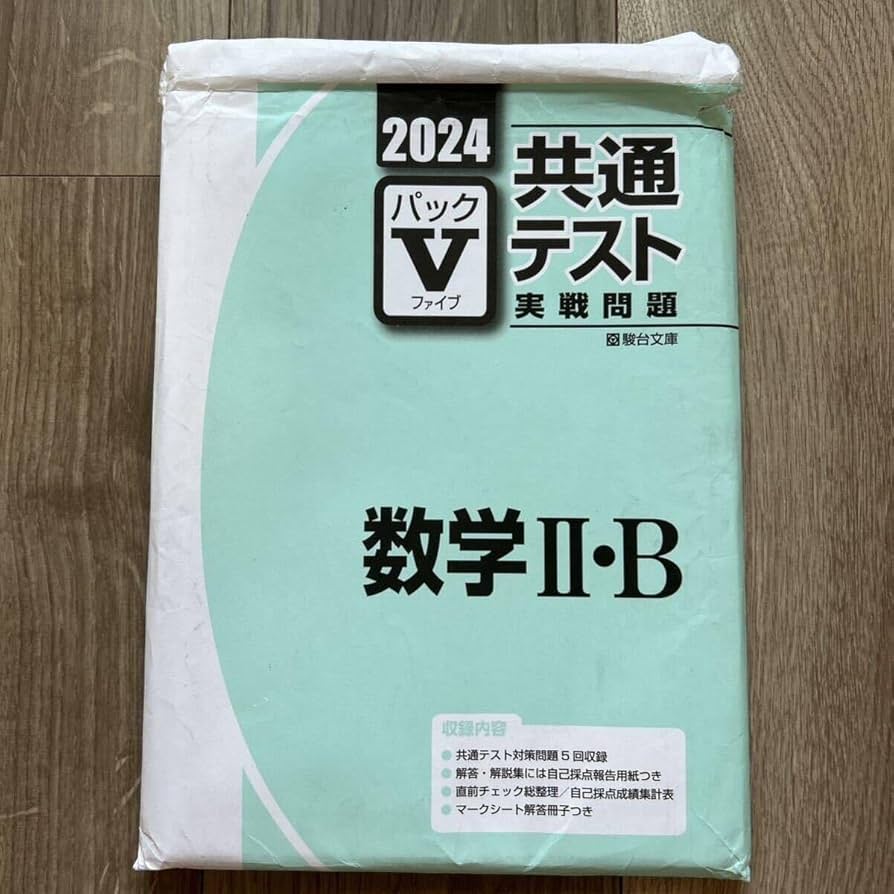 2024
パック
V
ファイブ
共通
テスト
実戦問題
駿台文庫
数学Ⅱ・B
収録内容
共通テスト対策問題5回収録
解答・解説集には自己採点報告用紙つき
直前チェック総整理/自己採点成績集計表
マークシート解答冊子つき